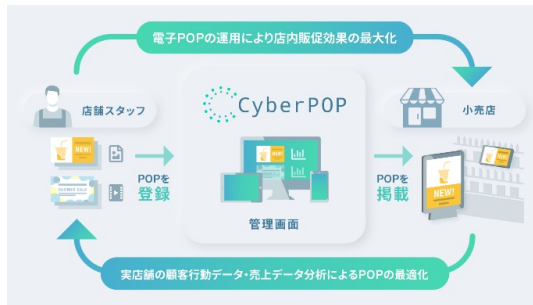 電子POPの運用により店内販促効果の最大化
店舗スタッフ
CyberPOP
小売店
NEW!
SUMMER SALE
POPを
登録
NEW!
管理画面
POPを
掲載
NEW!
実店舗の顧客行動データ・売上データ分析によるPOPの最適化